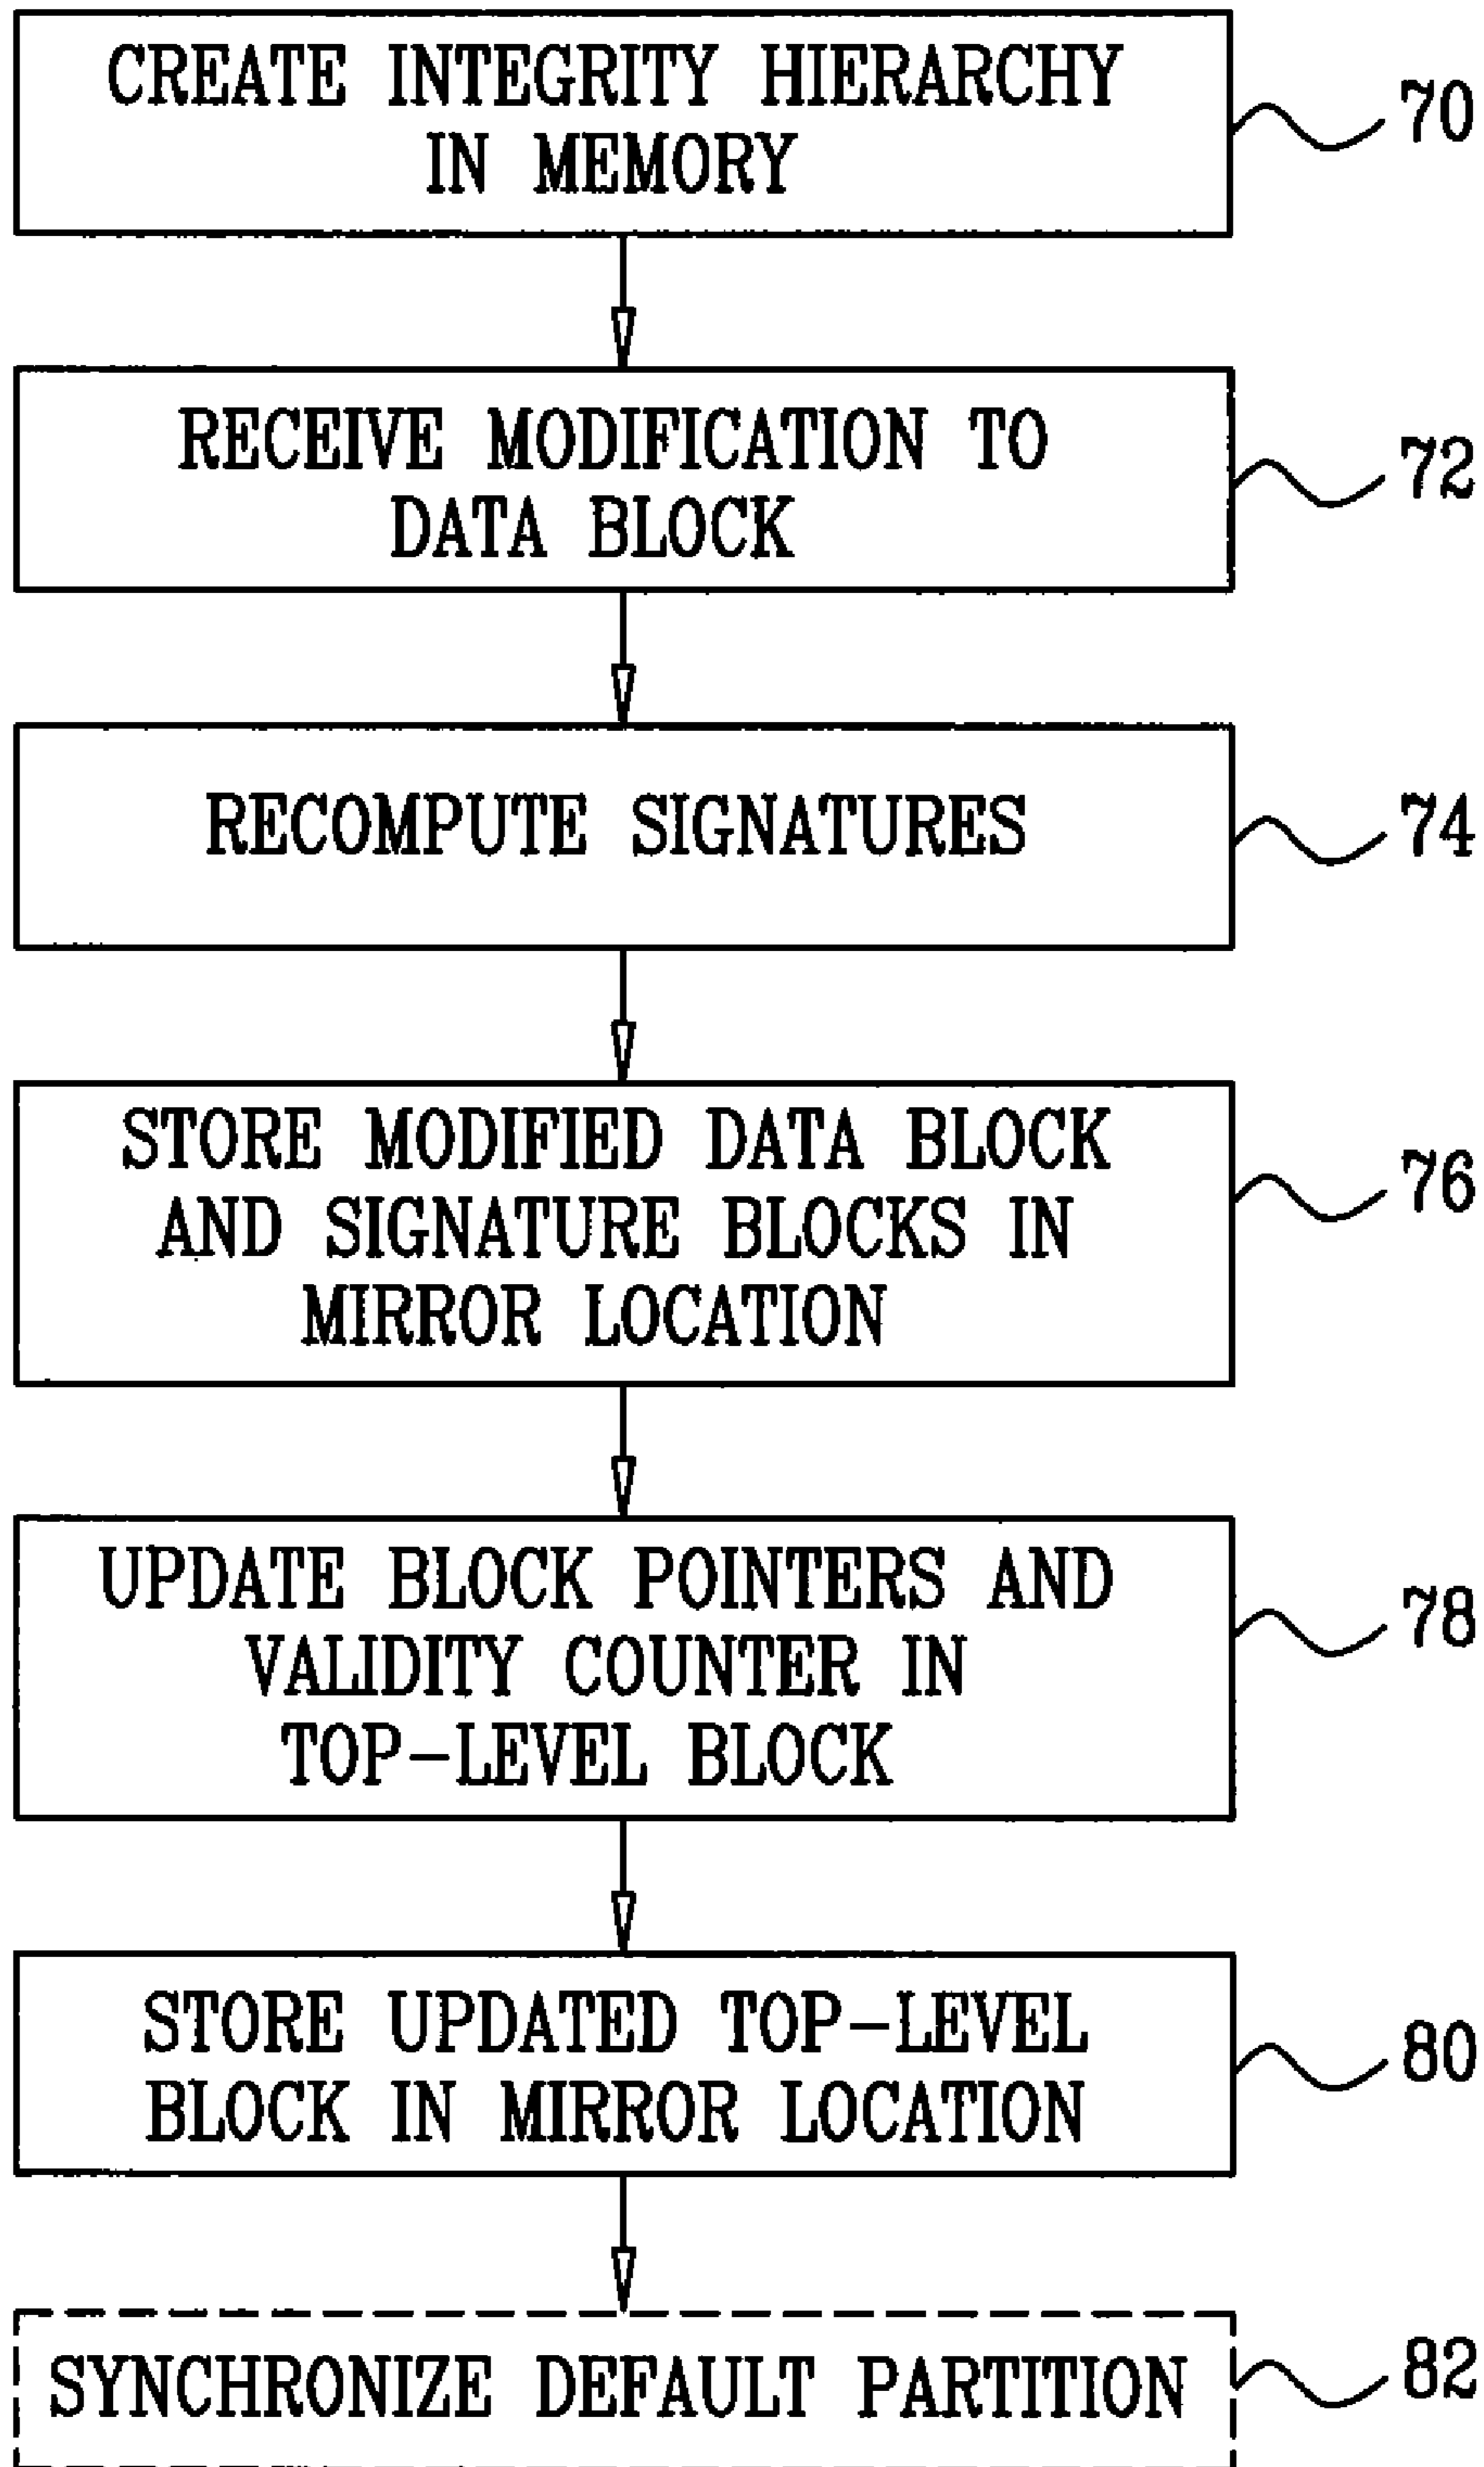 CREATE INTEGRITY HIERARCHY
IN MEMORY
70
RECEIVE MODIFICATION TO
DATA BLOCK
72
RECOMPUTE SIGNATURES
74
STORE MODIFIED DATA BLOCK
AND SIGNATURE BLOCKS IN
MIRROR LOCATION
76
UPDATE BLOCK POINTERS AND
VALIDITY COUNTER IN
TOP-LEVEL BLOCK
78
STORE UPDATED TOP-LEVEL
BLOCK IN MIRROR LOCATION
80
SYNCHRONIZE DEFAULT PARTITION
82